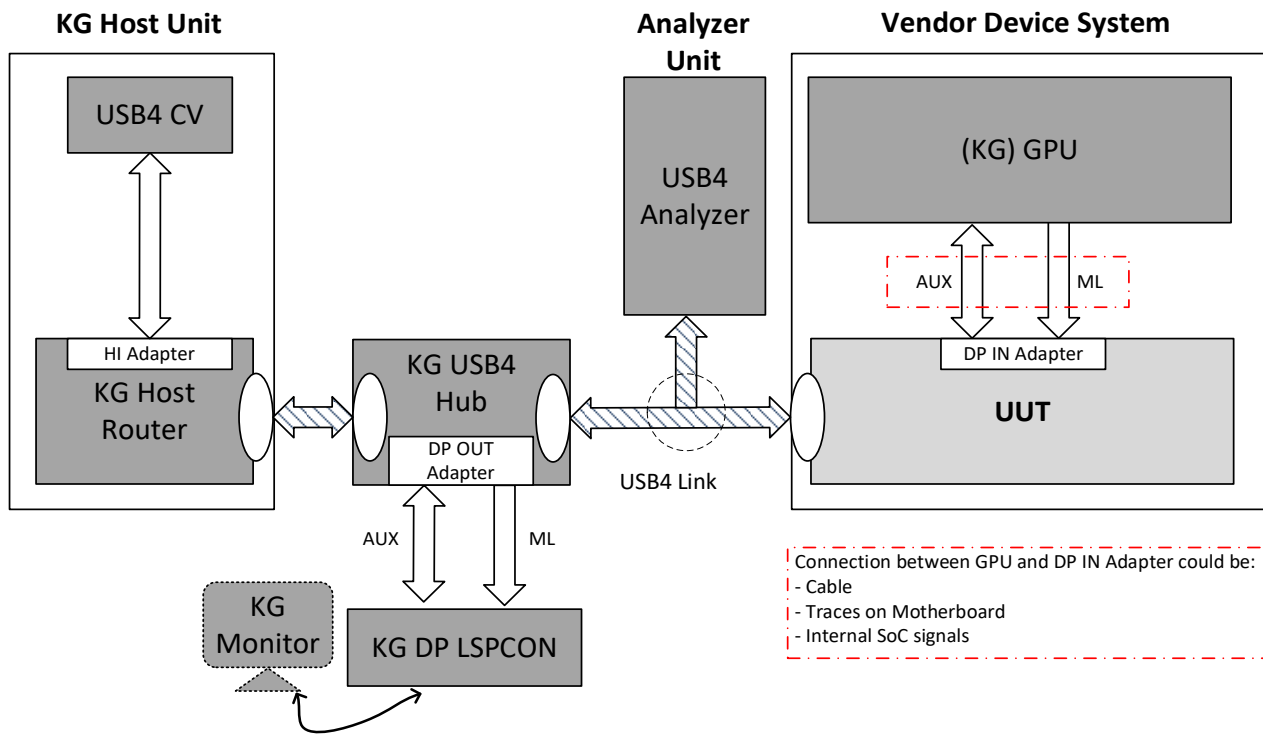 KG Host Unit
USB4 CV
HI Adapter
KG Host
Router
KG USB4
Hub
DP OUT
Adapter
AUX
ML
KG
Monitor
KG DP LSPCON
Analyzer
Unit
USB4
Analyzer
USB4 Link
Vendor Device System
(KG) GPU
AUX
ML
DP IN Adapter
UUT
Connection between GPU and DP IN Adapter could be:
- Cable
- Traces on Motherboard
- Internal SoC signals